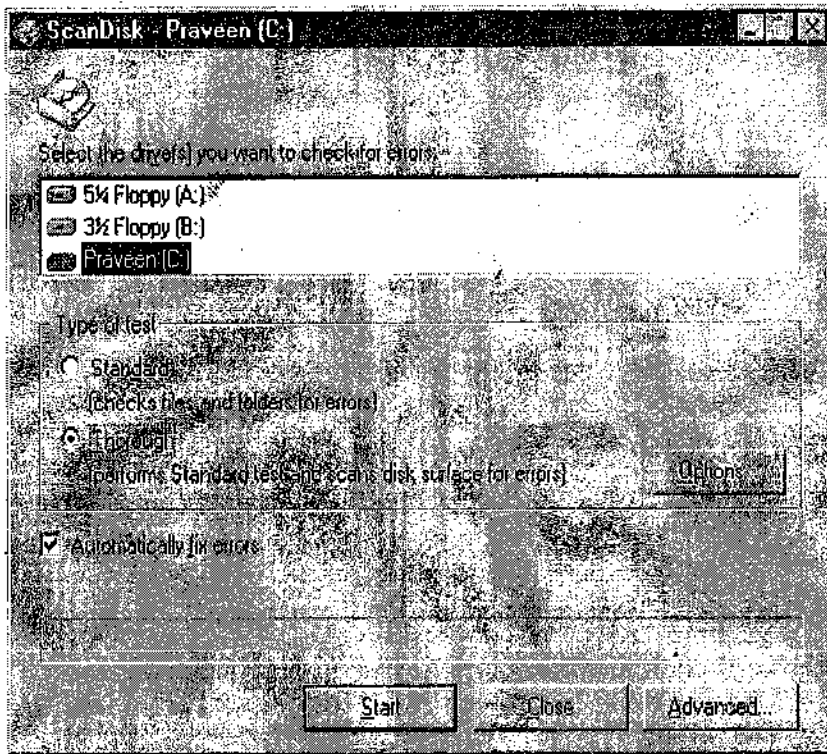 ScanDisk - Praveen (C:)
Select the drive(s) you want to check for errors:
5¼ Floppy (A:)
3½ Floppy (B:)
Praveen (C:)
Type of test
Standard
(checks files and folders for errors)
Thorough
(performs Standard test and scans disk surface for errors)
Options...
Automatically fix errors
Start
Close
Advanced...